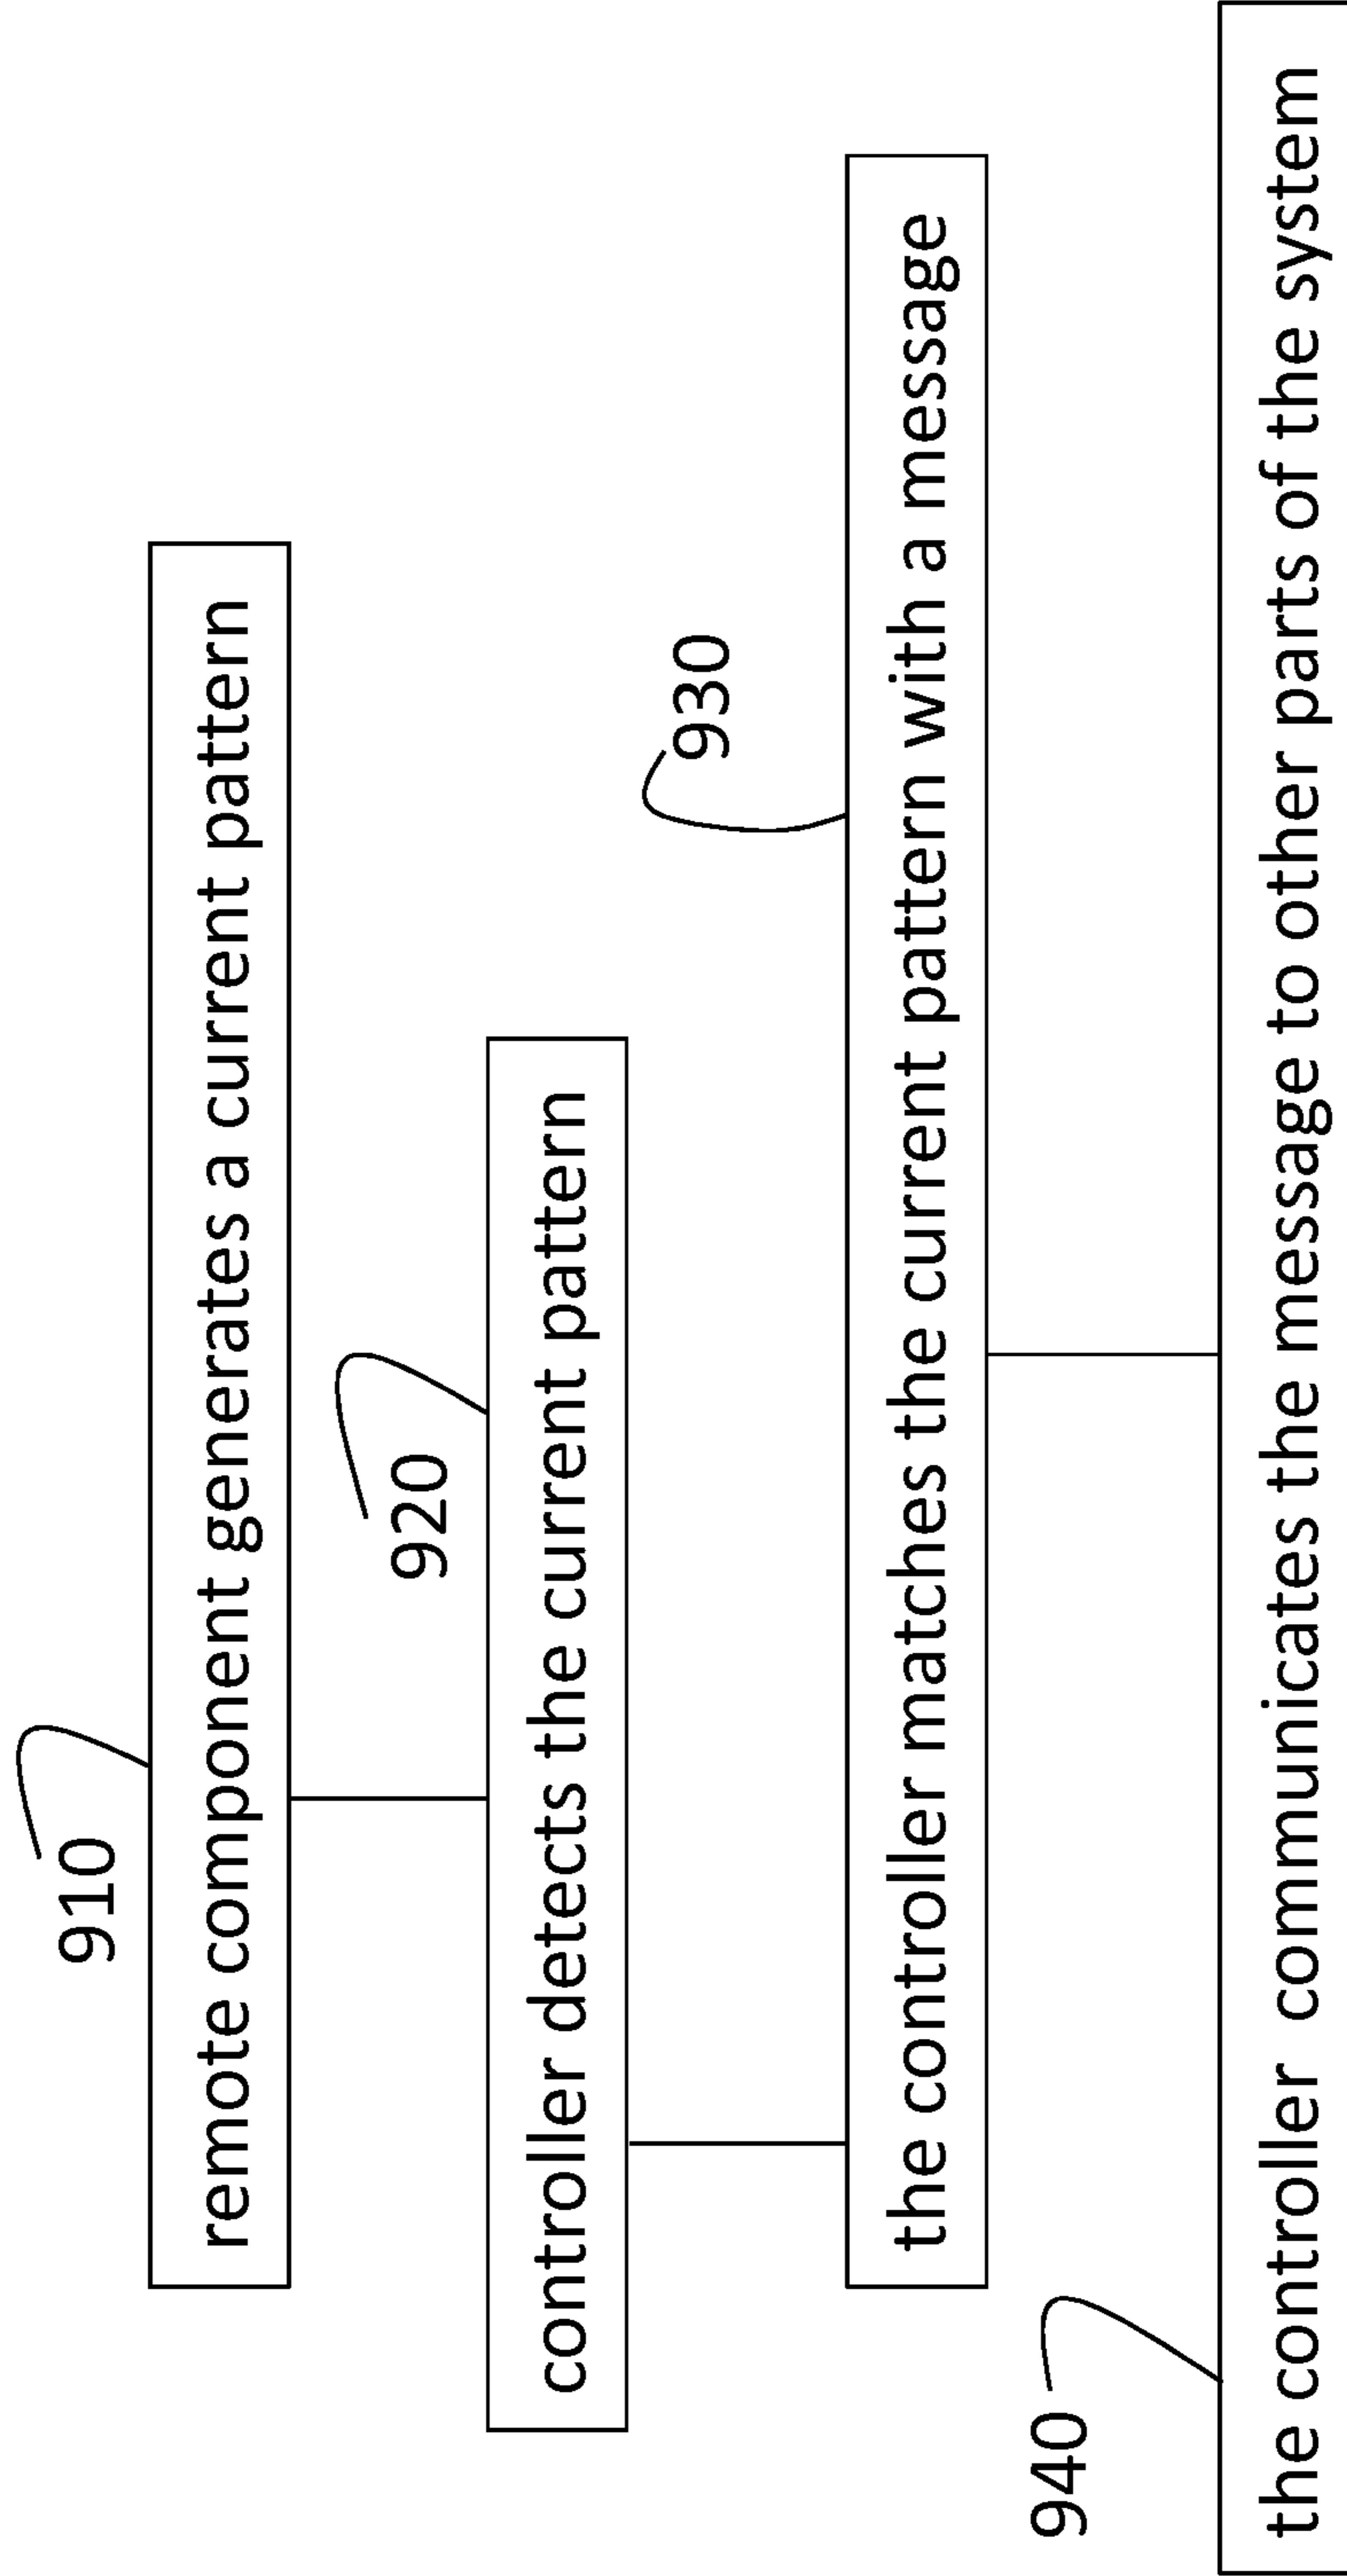 910
remote component generates a current pattern
920
controller detects the current pattern
930
the controller matches the current pattern with a message
940
the controller communicates the message to other parts of the system